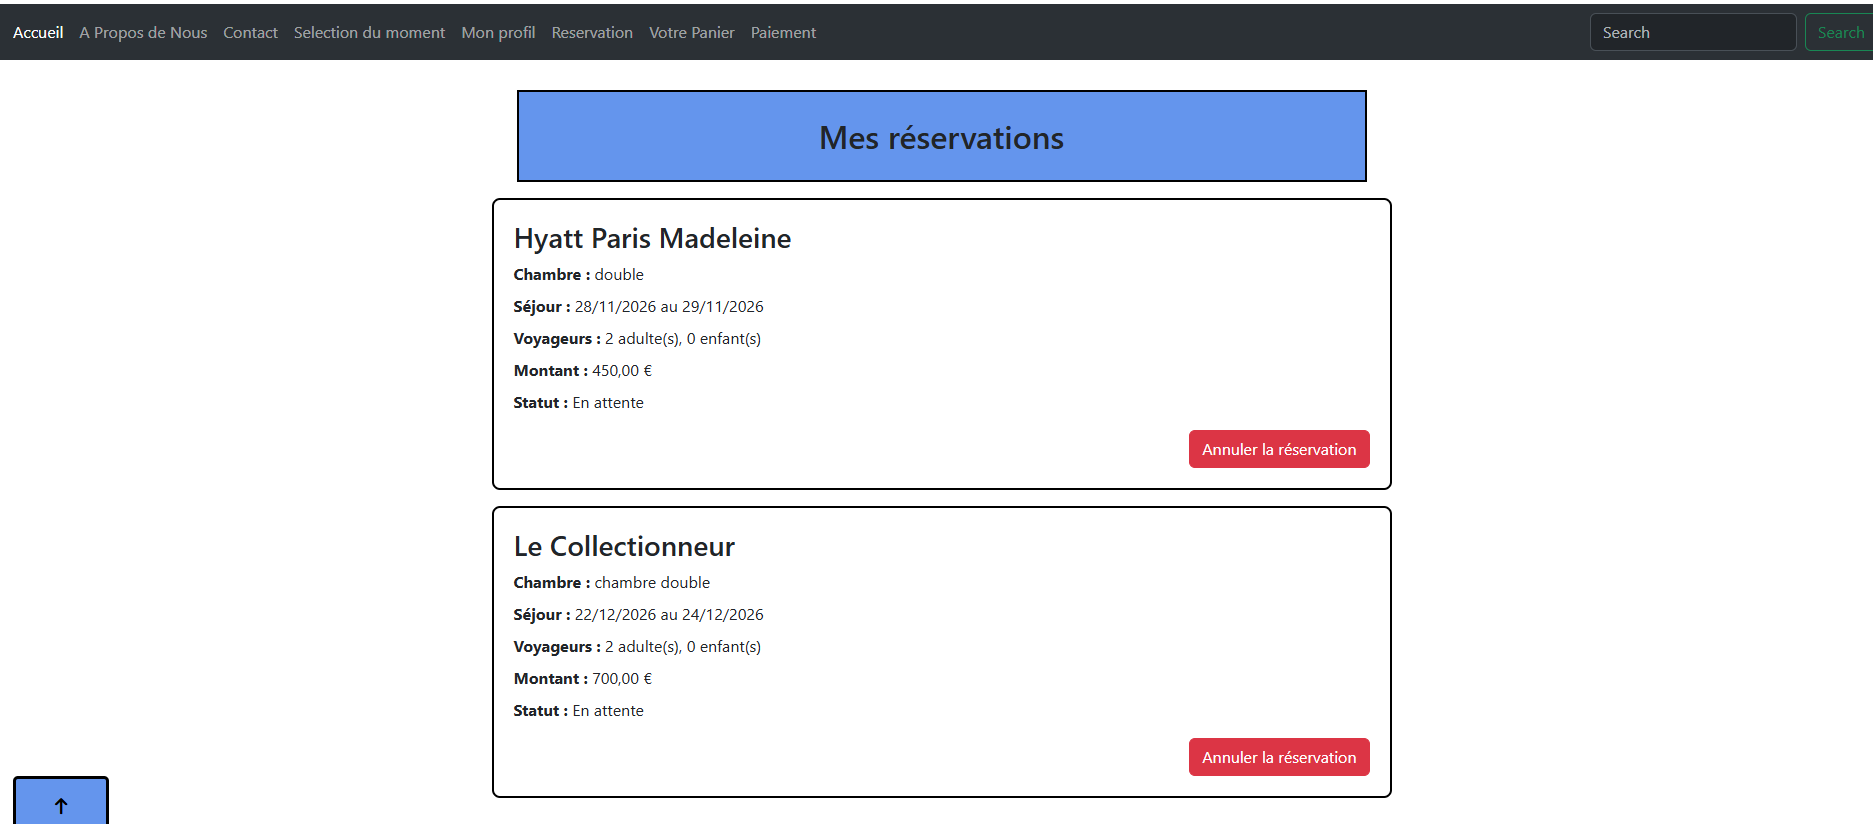 Accueil A Propos de Nous Contact Selection du moment Mon profil Reservation Votre Panier Paiement Search Search
Mes réservations
Hyatt Paris Madeleine
Chambre : double
Séjour : 28/11/2026 au 29/11/2026
Voyageurs : 2 adulte(s), 0 enfant(s)
Montant : 450,00 €
Statut : En attente
Annuler la réservation
Le Collectionneur
Chambre : chambre double
Séjour : 22/12/2026 au 24/12/2026
Voyageurs : 2 adulte(s), 0 enfant(s)
Montant : 700,00 €
Statut : En attente
Annuler la réservation
↑